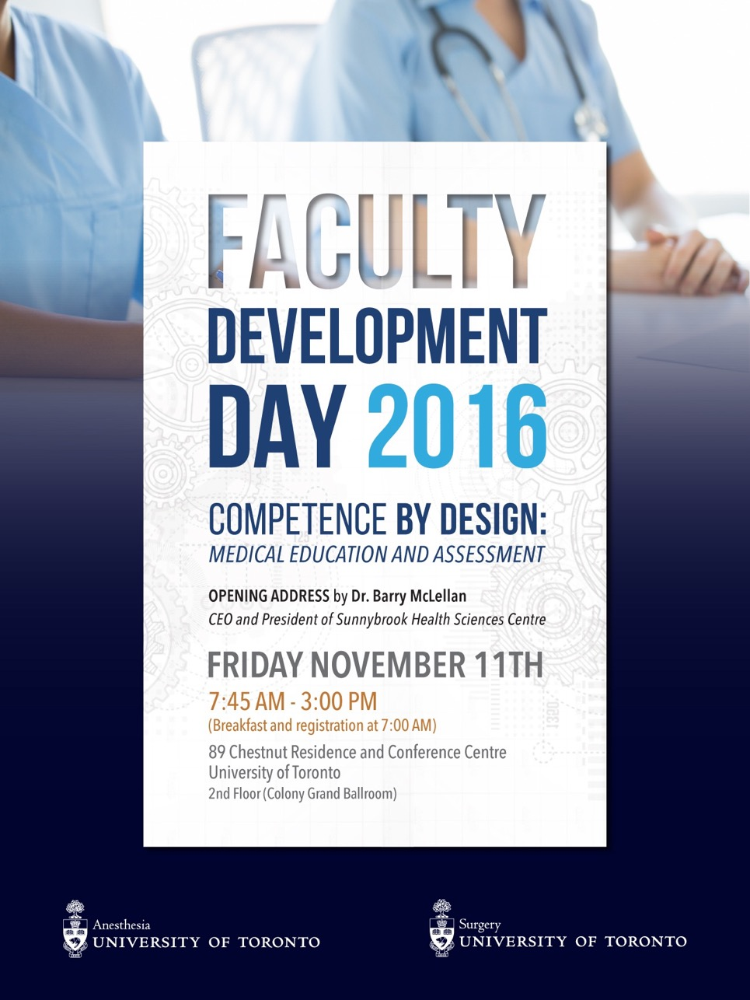 FACULTY
DEVELOPMENT
DAY 2016
COMPETENCE BY DESIGN:
MEDICAL EDUCATION AND ASSESSMENT
OPENING ADDRESS by Dr. Barry McLellan
CEO and President of Sunnybrook Health Sciences Centre
FRIDAY NOVEMBER 11TH
7:45 AM - 3:00 PM
(Breakfast and registration at 7:00 AM)
89 Chestnut Residence and Conference Centre
University of Toronto
2nd Floor (Colony Grand Ballroom)
Anesthesia
UNIVERSITY OF TORONTO
Surgery
UNIVERSITY OF TORONTO